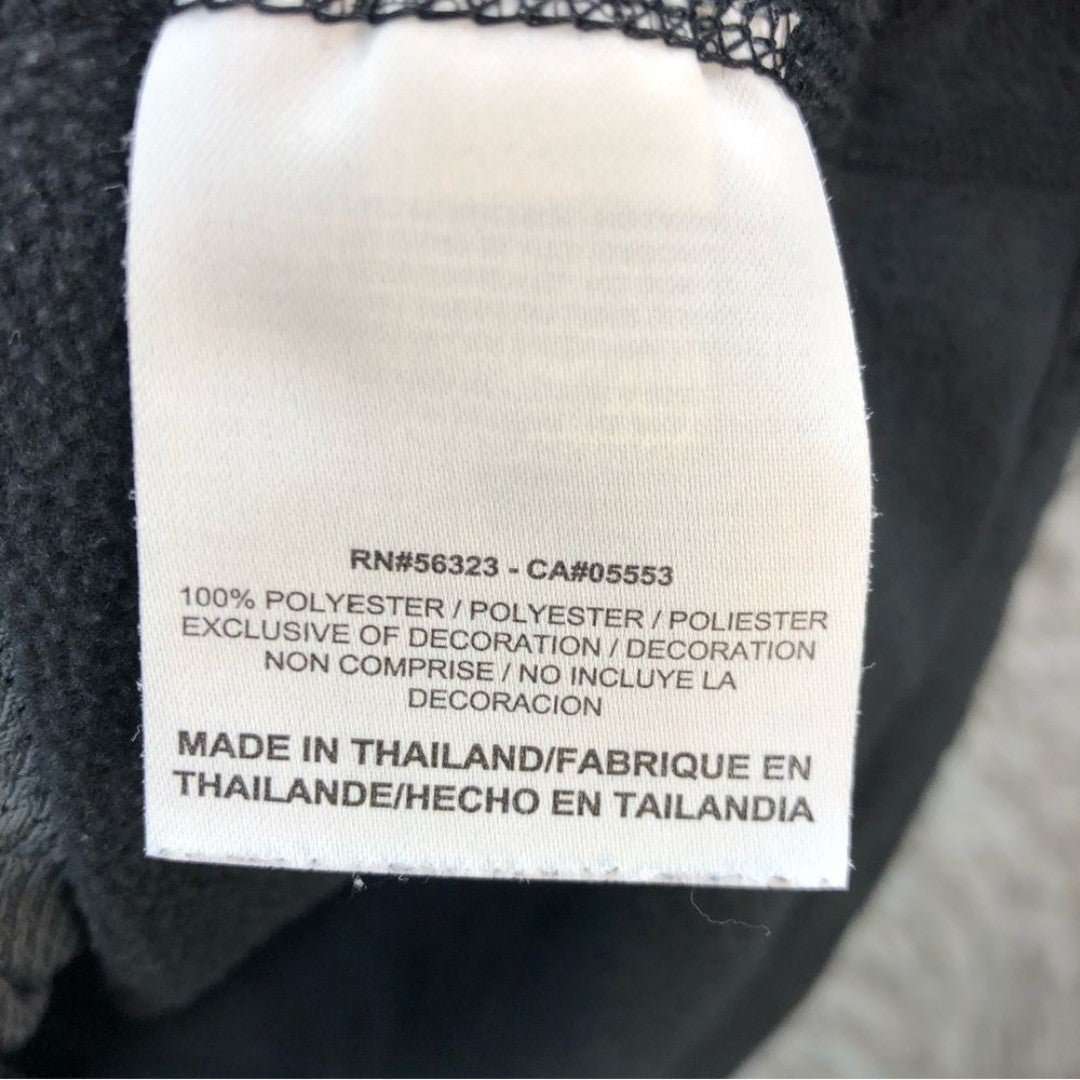 RN#56323 - CA#05553
100% POLYESTER / POLYESTER / POLIESTER
EXCLUSIVE OF DECORATION / DECORATION
NON COMPRISE / NO INCLUYE LA
DECORACION
MADE IN THAILAND/FABRIQUE EN
THAILANDE/HECHO EN TAILANDIA